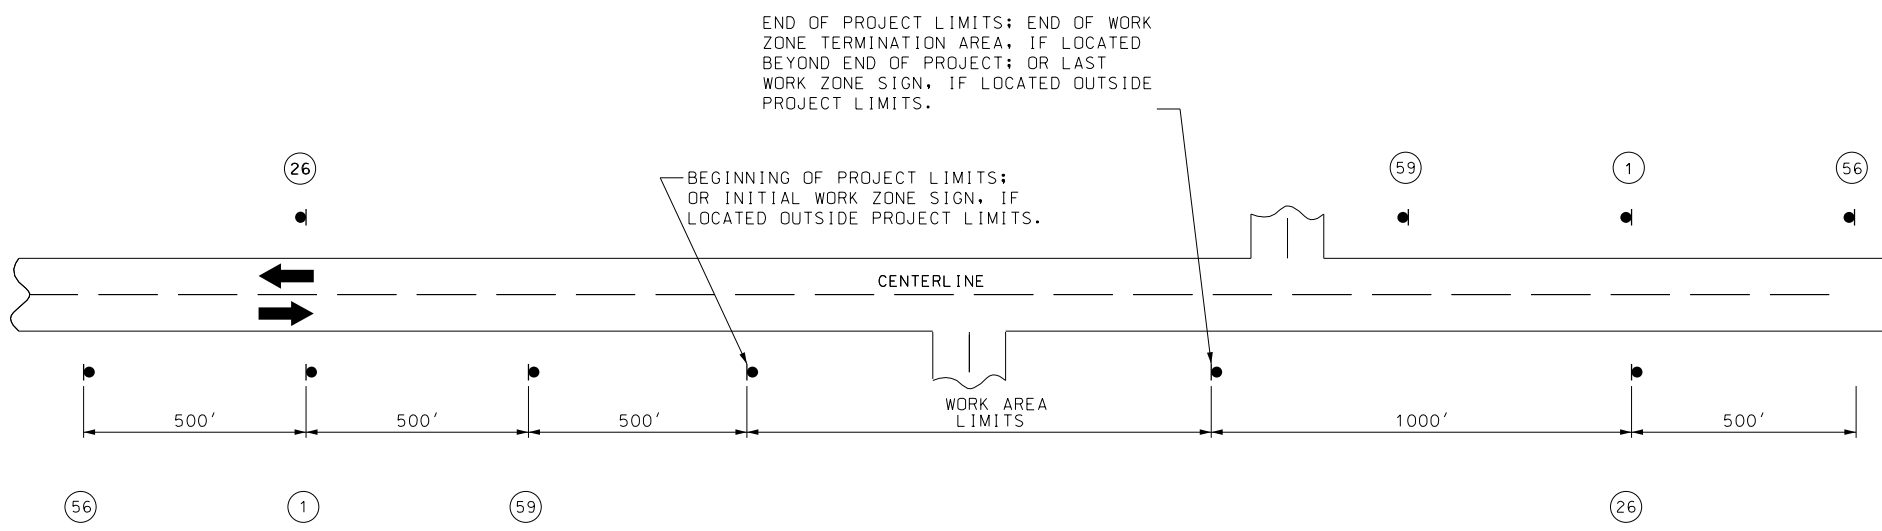 END OF PROJECT LIMITS; END OF WORK
ZONE TERMINATION AREA, IF LOCATED
BEYOND END OF PROJECT; OR LAST
WORK ZONE SIGN, IF LOCATED OUTSIDE
PROJECT LIMITS.
26
59
1
56
BEGINNING OF PROJECT LIMITS;
OR INITIAL WORK ZONE SIGN, IF
LOCATED OUTSIDE PROJECT LIMITS.
CENTERLINE
WORK AREA
LIMITS
500'
500'
500'
1000'
500'
56
1
59
26